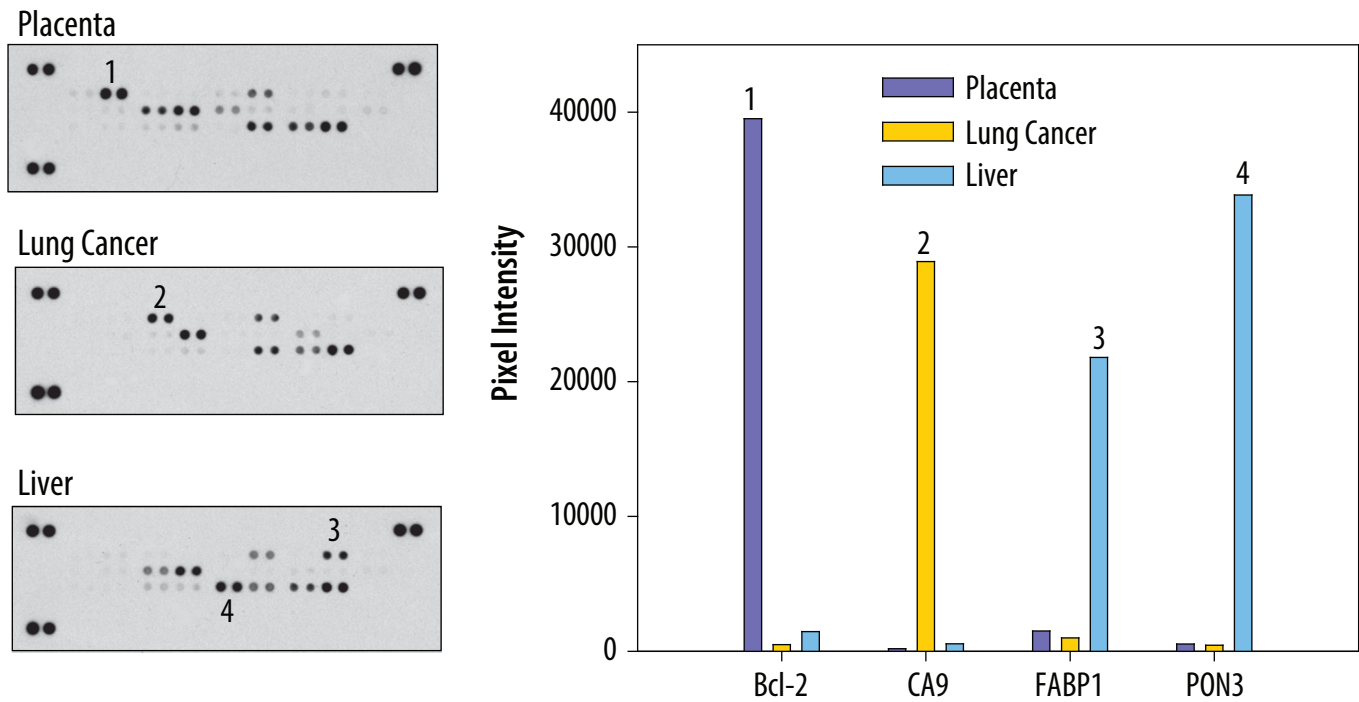 Placenta
1
Lung Cancer
2
Liver
3
4
Pixel Intensity
40000
30000
20000
10000
0
Placenta
Lung Cancer
Liver
1
2
3
4
Bcl-2 CA9 FABP1 PON3